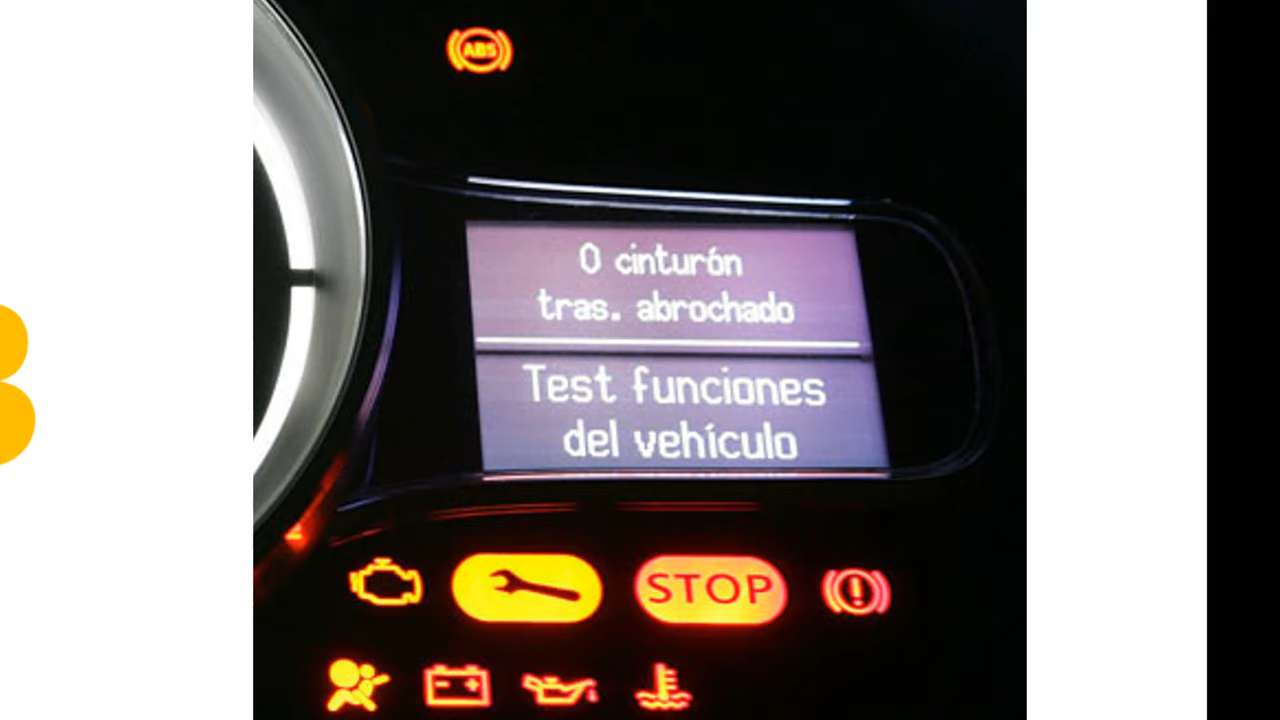 ABS
0 cinturón
tras. abrochado
Test funciones
del vehículo
STOP